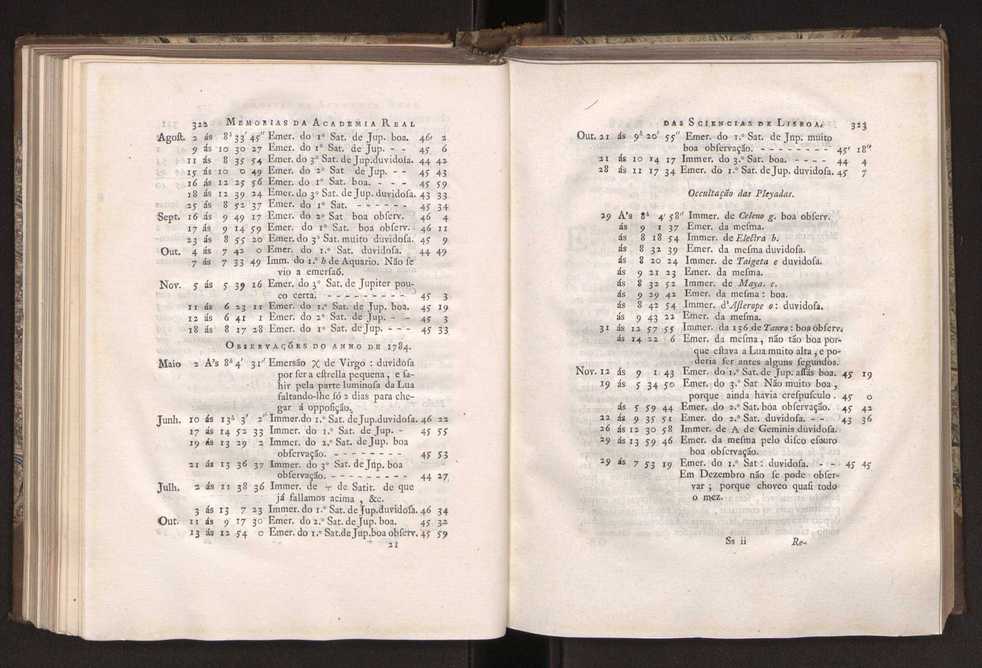 322 MEMORIAS DA ACADEMIA REAL
Agoſt. 2 ás 8ʰ 33′ 45″ Emer. do 1º Sat. de Jup. boa. 46′ 2
9 ás 10 30 27 Emer. do 1º Sat. de Jup. - - 45 6
11 ás 8 35 54 Emer. do 3º Sat. de Jup. duvidoſa. 44 42
15 ás 10 0 49 Emer. do 2º Sat de Jup. - - 45 43
16 ás 12 25 56 Emer. do 1º Sat. boa. - - - - 45 59
18 ás 12 39 24 Emer. do 3º Sat. de Jup. duvidoſa. 43 33
25 ás 8 52 37 Emer. do 1º Sat. - - - - - - 45 34
Sept. 16 ás 9 49 17 Emer. do 2º Sat boa obſerv. 46 4
17 ás 9 14 59 Emer. do 1º Sat boa obſerv. 46 11
23 ás 8 55 20 Emer. do 3º Sat. muito duvidoſa. 45 9
Out. 4 ás 7 42 0 Emer. do 1º Sat. duvidoſa. 44 49
7 ás 7 33 49 Imm. do 1.º h de Aquario. Não ſe
vio a emerſaõ.
Nov. 5 ás 5 39 16 Emer. do 3º Sat. de Jupiter pou-
co certa. - - - - - - - - - 45 3
11 ás 6 23 11 Emer. do 1º Sat. de Jup. boa. 45 19
12 ás 6 41 1 Emer. do 2º Sat. de Jup. - - 45 3
18 ás 8 17 28 Emer. do 1º Sat. de Jup. - - - 45 33
OBSERVAÇÕES DO ANNO DE 1784.
Maio 2 A's 8ʰ 4′ 31″ Emersão χ de Virgo : duvidoſa
por ſer a eſtrella pequena , e ſa-
hir pela parte luminoſa da Lua
faltando-lhe ſó 2 dias para che-
gar á oppoſição.
Junh. 10 ás 13ʰ 3′ 2″ Immer. do 1.º Sat. de Jup. duvidoſa. 46 22
17 ás 14 52 33 Immer. do 1.º Sat. de Jup. - 45 55
19 ás 13 29 2 Immer. do 2.º Sat. de Jup. boa
obſervação. - - - - - - - 45 53
21 ás 13 36 37 Immer. do 3º Sat. de Jup. boa
obſervação. - - - - - - - - 44 27
Julh. 2 ás 11 38 36 Immer. de de Satit. de que
já fallamos acima , &c.
3 ás 13 7 23 Immer. do 1.º Sat. de Jup. duvidoſa. 46 34
Out. 11 ás 9 17 30 Emer. do 2.º Sat. de Jup. boa. 45 32
13 ás 12 54 0 Emer. do 1.º Sat. de Jup. boa obſerv. 45 59
21
DAS SCIENCIAS DE LISBOA. 323
Out. 21 ás 9ʰ 20′ 55″ Emer. do 1.º Sat. de Jnp. muito
boa obſervação. - - - - - - - - - 45′ 18″
21 ás 10 14 17 Immer. do 3.º Sat. boa. - - - - 44 4
28 ás 11 17 34 Emer. do 1.º Sat. de Jup. duvidoſa. 45 7
Occultação das Pleyadas.
29 A's 8ʰ 4′ 58″ Immer. de Celeno g. boa obſerv.
ás 9 1 37 Emer. da meſma.
ás 8 18 54 Immer. de Electra b.
ás 8 32 39 Emer. da meſma duvidoſa.
ás 8 20 24 Immer. de Taigeta e duvidoſa.
ás 9 21 23 Emer. da meſma.
ás 8 32 52 Immer. de Maya. c.
ás 9 29 42 Emer. da meſma : boa.
ás 8 42 54 Immer. d'Aſterope o : duvidoſa.
ás 9 43 22 Emer. da meſma.
31 ás 12 57 55 Immer. da 136 de Tauro : boa obſerv.
ás 14 22 6 Emer. da meſma , não tão boa por-
que eſtava a Lua muito alta , e po-
deria ſer antes alguns ſegundos.
Nov. 12 ás 9 1 43 Emer. do 1.º Sat. de Jup. aſſás boa. 45 19
19 ás 5 34 50 Emer. do 3.º Sat Não muito boa ,
porque ainda havia crepuſculo. 45 0
ás 5 59 44 Emer. do 2.º Sat. boa obſervação. 45 42
22 ás 9 35 51 Emer. do 2.º Sat. duvidoſa. - - 43 36
26 ás 12 30 58 Immer. de A de Geminis duvidoſa.
29 ás 13 59 46 Emer. da meſma pelo diſco eſcuro
boa obſervação.
29 ás 7 53 19 Emer. do 1.º Sat : duvidoſa. - - 45 45
Em Dezembro não ſe pode obſer-
var ; porque choveo quaſi todo
o mez.
Ss ii Re-